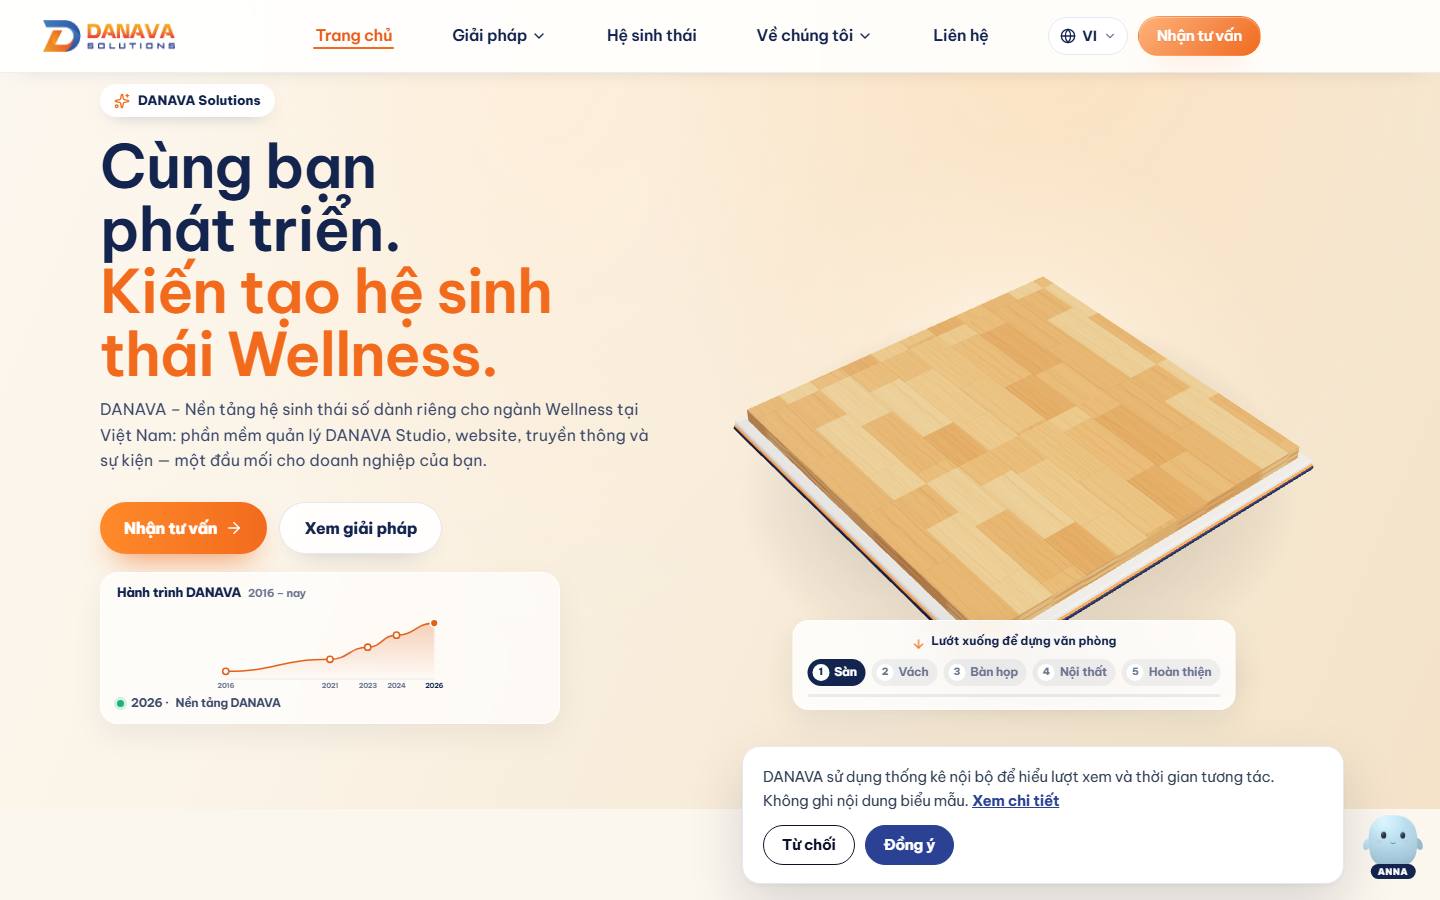 DANAVA
SOLUTIONS
Trang chủ
Giải pháp
Hệ sinh thái
Về chúng tôi
Liên hệ
VI
Nhận tư vấn
DANAVA Solutions
Cùng bạn
phát triển.
Kiến tạo hệ sinh
thái Wellness.
DANAVA – Nền tảng hệ sinh thái số dành riêng cho ngành Wellness tại
Việt Nam: phần mềm quản lý DANAVA Studio, website, truyền thông và
sự kiện — một đầu mối cho doanh nghiệp của bạn.
Nhận tư vấn
Xem giải pháp
Hành trình DANAVA 2016 – nay
2016 2021 2023 2024 2026
2026 · Nền tảng DANAVA
Lướt xuống để dựng văn phòng
1 Sàn 2 Vách 3 Bàn họp 4 Nội thất 5 Hoàn thiện
DANAVA sử dụng thống kê nội bộ để hiểu lượt xem và thời gian tương tác.
Không ghi nội dung biểu mẫu. Xem chi tiết
Từ chối
Đồng ý
ANNA